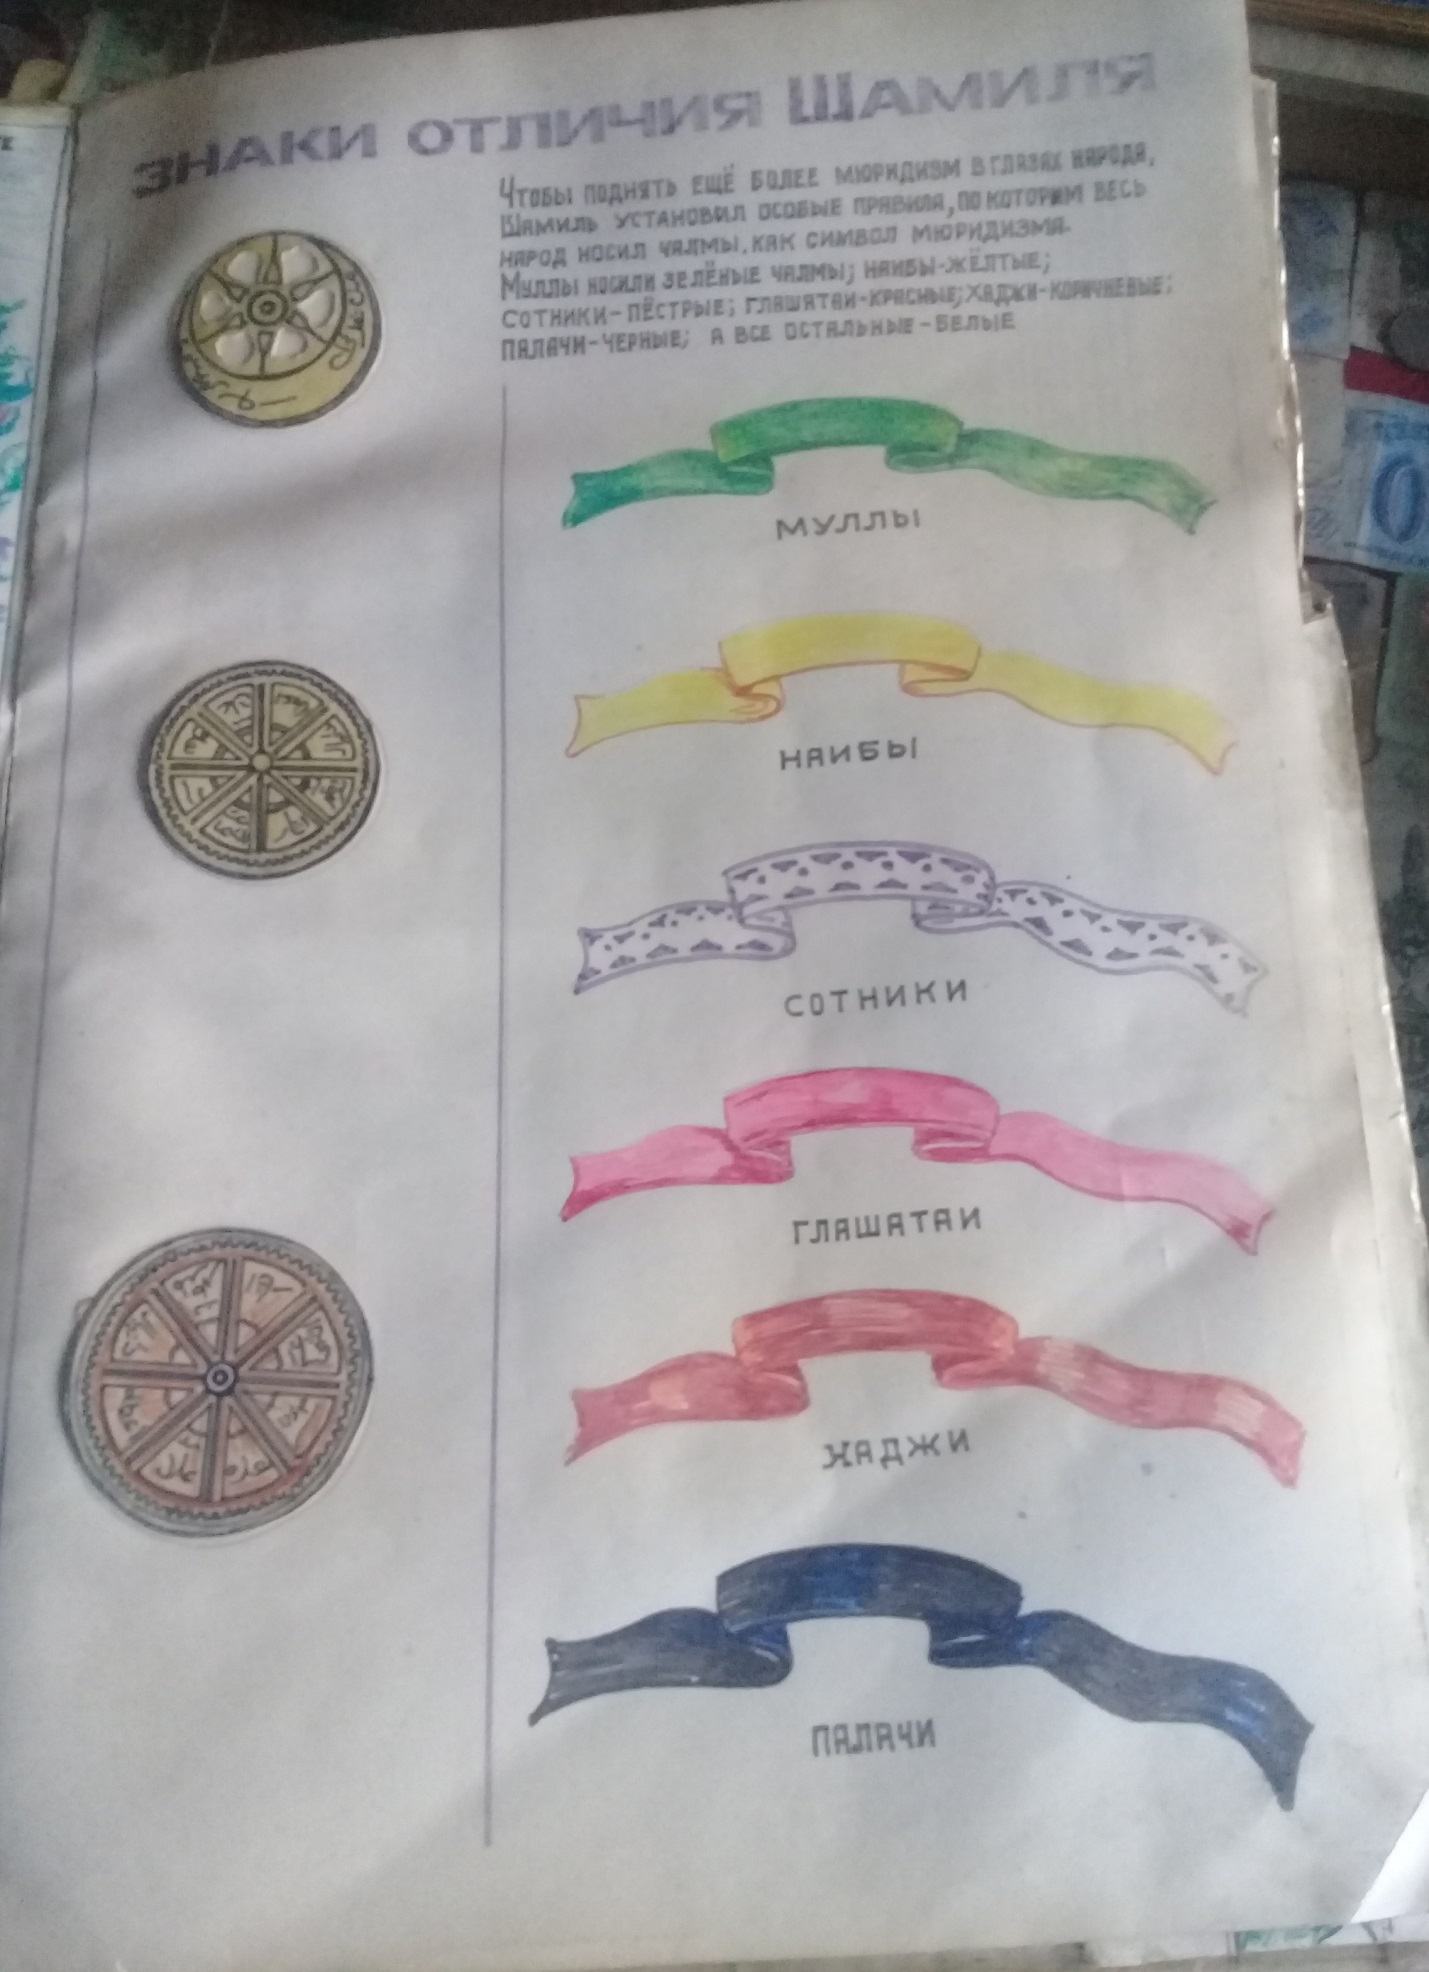 ЗНАКИ ОТЛИЧИЯ ШАМИЛЯ
Чтобы поднять ещё более мюридизм в глазах народа,
Шамиль установил особые правила, по которым весь
народ носил чалмы, как символ мюридизма.
Муллы носили зелёные чалмы; наибы-жёлтые;
сотники-пёстрые; глашатаи-красные; хаджи-коричневые;
палачи-черные; а все остальные-белые
МУЛЛЫ
НАИБЫ
СОТНИКИ
ГЛАШАТАИ
ХАДЖИ
ПАЛАЧИ